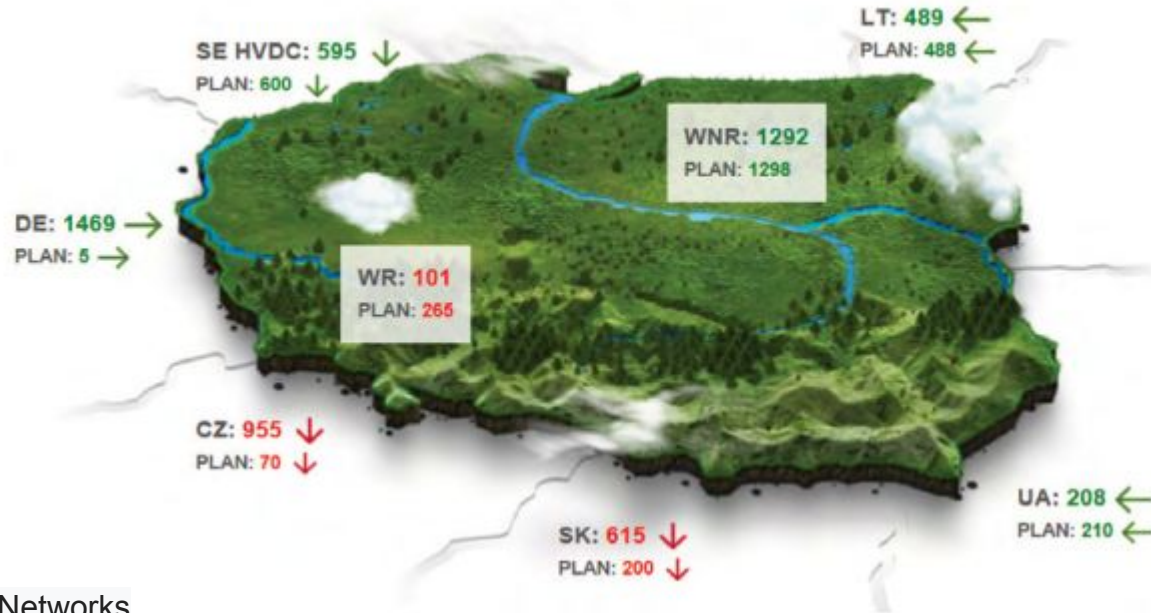 LT: 489 ←
PLAN: 488 ←
SE HVDC: 595 ↓
PLAN: 600 ↓
WNR: 1292
PLAN: 1298
DE: 1469 →
PLAN: 5 →
WR: 101
PLAN: 265
CZ: 955 ↓
PLAN: 70 ↓
UA: 208 ←
PLAN: 210 ←
SK: 615 ↓
PLAN: 200 ↓
Networks